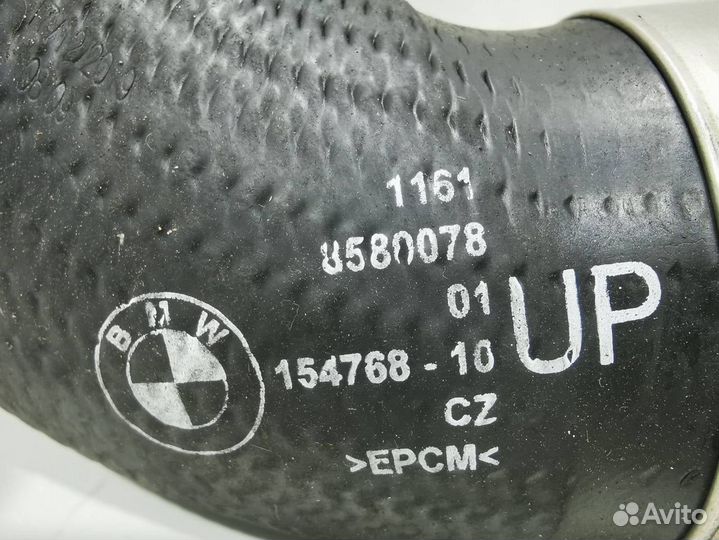 1161
8580078
01
UP
BMW
154768 - 10
CZ
>EPCM<
Avito